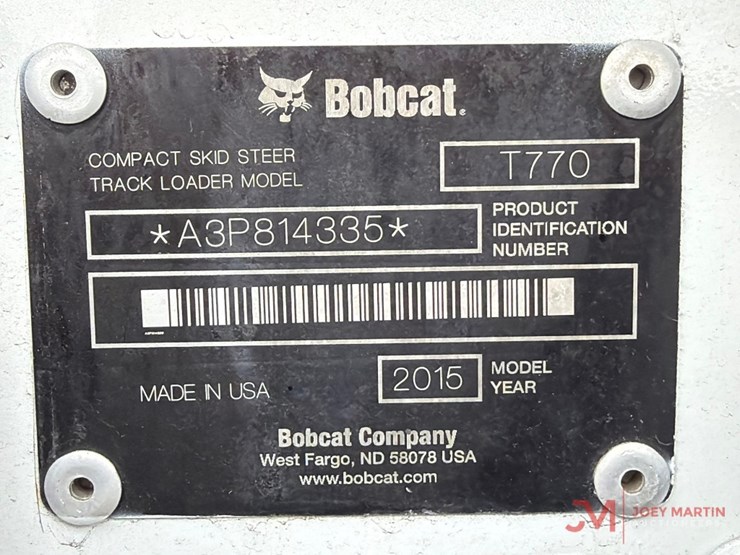 Bobcat®
COMPACT SKID STEER
TRACK LOADER MODEL
T770
*A3P814335*
PRODUCT
IDENTIFICATION
NUMBER
MADE IN USA
2015
MODEL
YEAR
Bobcat Company
West Fargo, ND 58078 USA
www.bobcat.com
JM JOEY MARTIN